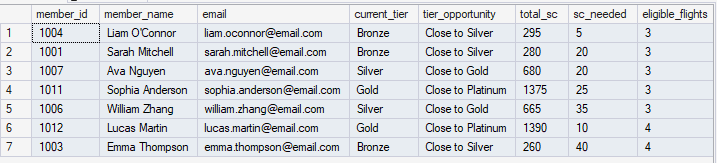 member_id member_name email current_tier tier_opportunity total_sc sc_needed eligible_flights
1 1004 Liam O'Connor liam.oconnor@email.com Bronze Close to Silver 295 5 3
2 1001 Sarah Mitchell sarah.mitchell@email.com Bronze Close to Silver 280 20 3
3 1007 Ava Nguyen ava.nguyen@email.com Silver Close to Gold 680 20 3
4 1011 Sophia Anderson sophia.anderson@email.com Gold Close to Platinum 1375 25 3
5 1006 William Zhang william.zhang@email.com Silver Close to Gold 665 35 3
6 1012 Lucas Martin lucas.martin@email.com Gold Close to Platinum 1390 10 4
7 1003 Emma Thompson emma.thompson@email.com Bronze Close to Silver 260 40 4